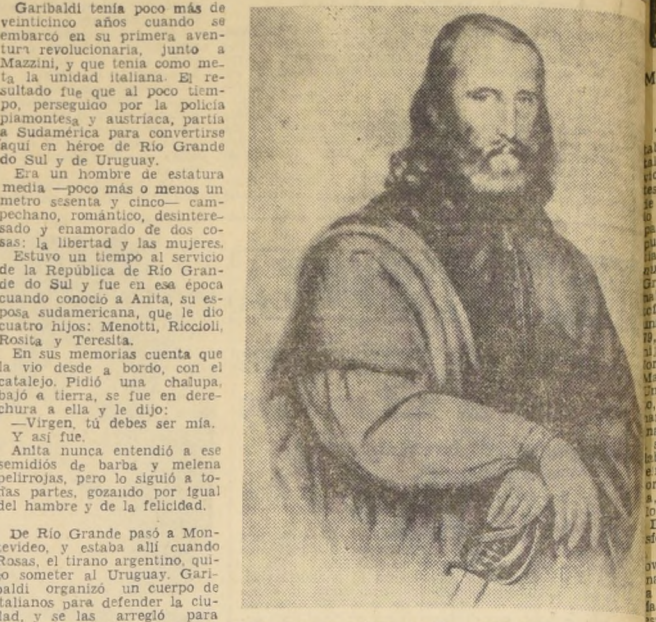 Garibaldi tenía poco más de
veinticinco años cuando se
embarcó en su primera aven-
tura revolucionaria, junto a
Mazzini, y que tenía como me-
ta la unidad italiana. El re-
sultado fue que al poco tiem-
po, perseguido por la policía
piamontesa y austríaca, partía
a Sudamérica para convertirse
aquí en héroe de Río Grande
do Sul y de Uruguay.
Era un hombre de estatura
media —poco más o menos un
metro sesenta y cinco— cam-
pechano, romántico, desintere-
sado y enamorado de dos co-
sas: la libertad y las mujeres.
Estuvo un tiempo al servicio
de la República de Río Gran-
de do Sul y fue en esa época
cuando conoció a Anita, su es-
posa sudamericana, que le dio
cuatro hijos: Menotti, Riccioli,
Rosita y Teresita.
En sus memorias cuenta que
la vio desde a bordo, con el
catalejo. Pidió una chalupa,
bajó a tierra, se fue en dere-
chura a ella y le dijo:
—Virgen, tú debes ser mía.
Y así fue.
Anita nunca entendió a ese
semidiós de barba y melena
pelirrojas, pero lo siguió a to-
das partes, gozando por igual
del hambre y de la felicidad.
De Río Grande pasó a Mon-
tevideo, y estaba allí cuando
Rosas, el tirano argentino, qui-
so someter al Uruguay. Gari-
baldi organizó un cuerpo de
italianos para defender la ciu-
dad, y se las arregló para